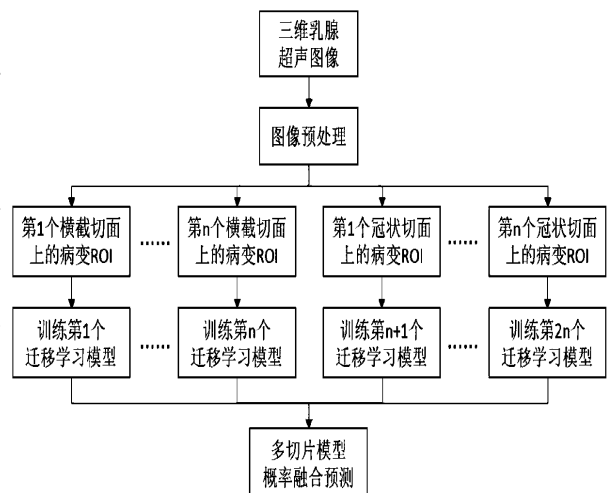 三维乳腺
超声图像
图像预处理
第1个横截切面
上的病变ROI
……
第n个横截切面
上的病变ROI
第1个冠状切面
上的病变ROI
……
第n个冠状切面
上的病变ROI
训练第1个
迁移学习模型
……
训练第n个
迁移学习模型
训练第n+1个
迁移学习模型
……
训练第2n个
迁移学习模型
多切片模型
概率融合预测